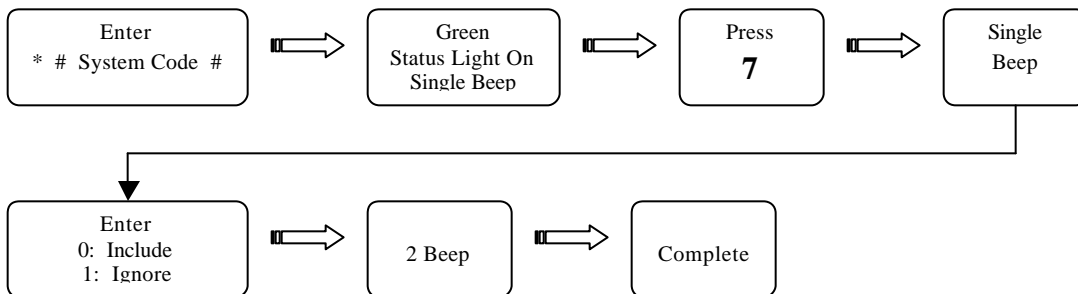 Enter
* # System Code #
Green
Status Light On
Single Beep
Press
7
Single
Beep
Enter
0: Include
1: Ignore
2 Beep
Complete